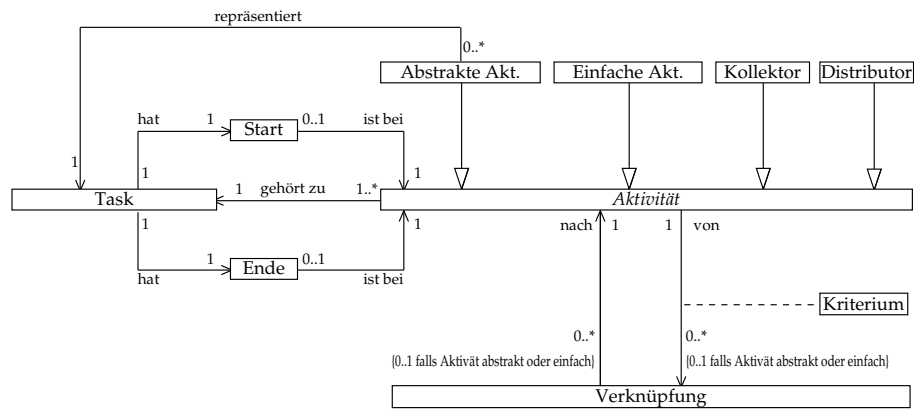 repräsentiert
0..*
Abstrakte Akt.
Einfache Akt.
Kollektor
Distributor
hat
1
Start
0..1
ist bei
1
1
1
Task
1
gehört zu
1..*
Aktivität
1
1
hat
1
Ende
0..1
ist bei
nach
1
1
von
Kriterium
0..*
0..*
{0..1 falls Aktivät abstrakt oder einfach}
{0..1 falls Aktivät abstrakt oder einfach}
Verknüpfung